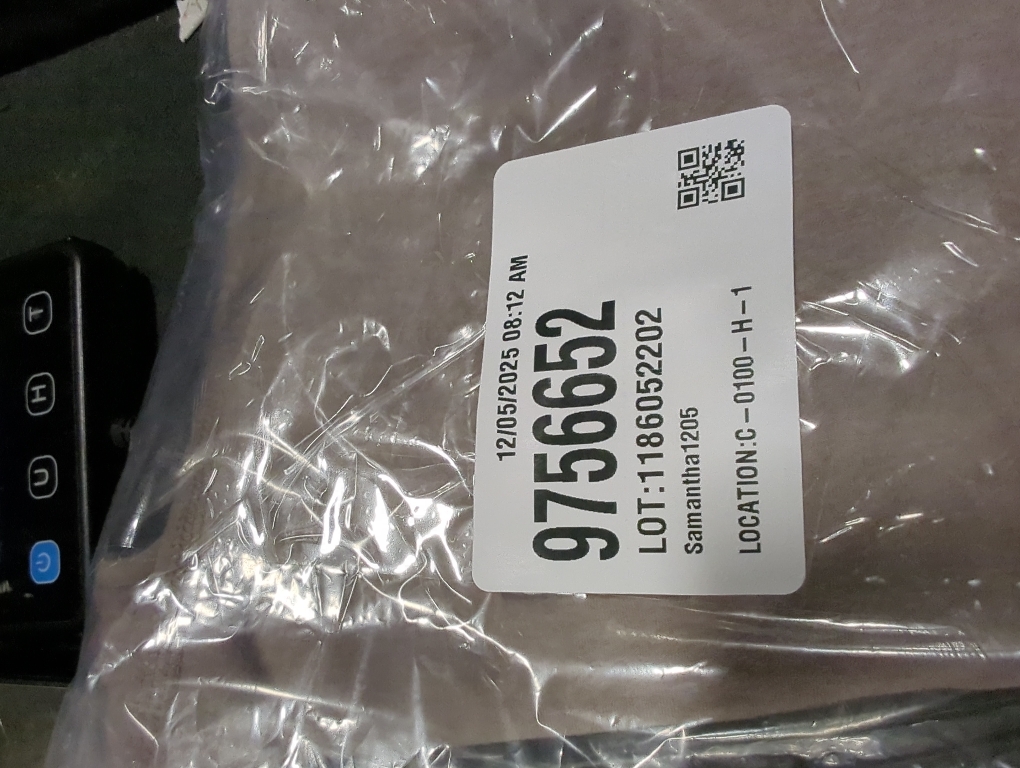 12/05/2025 08:12 AM
9756652
LOT:1186052202
Samantha1205
LOCATION:C-0100-H-1
U H T